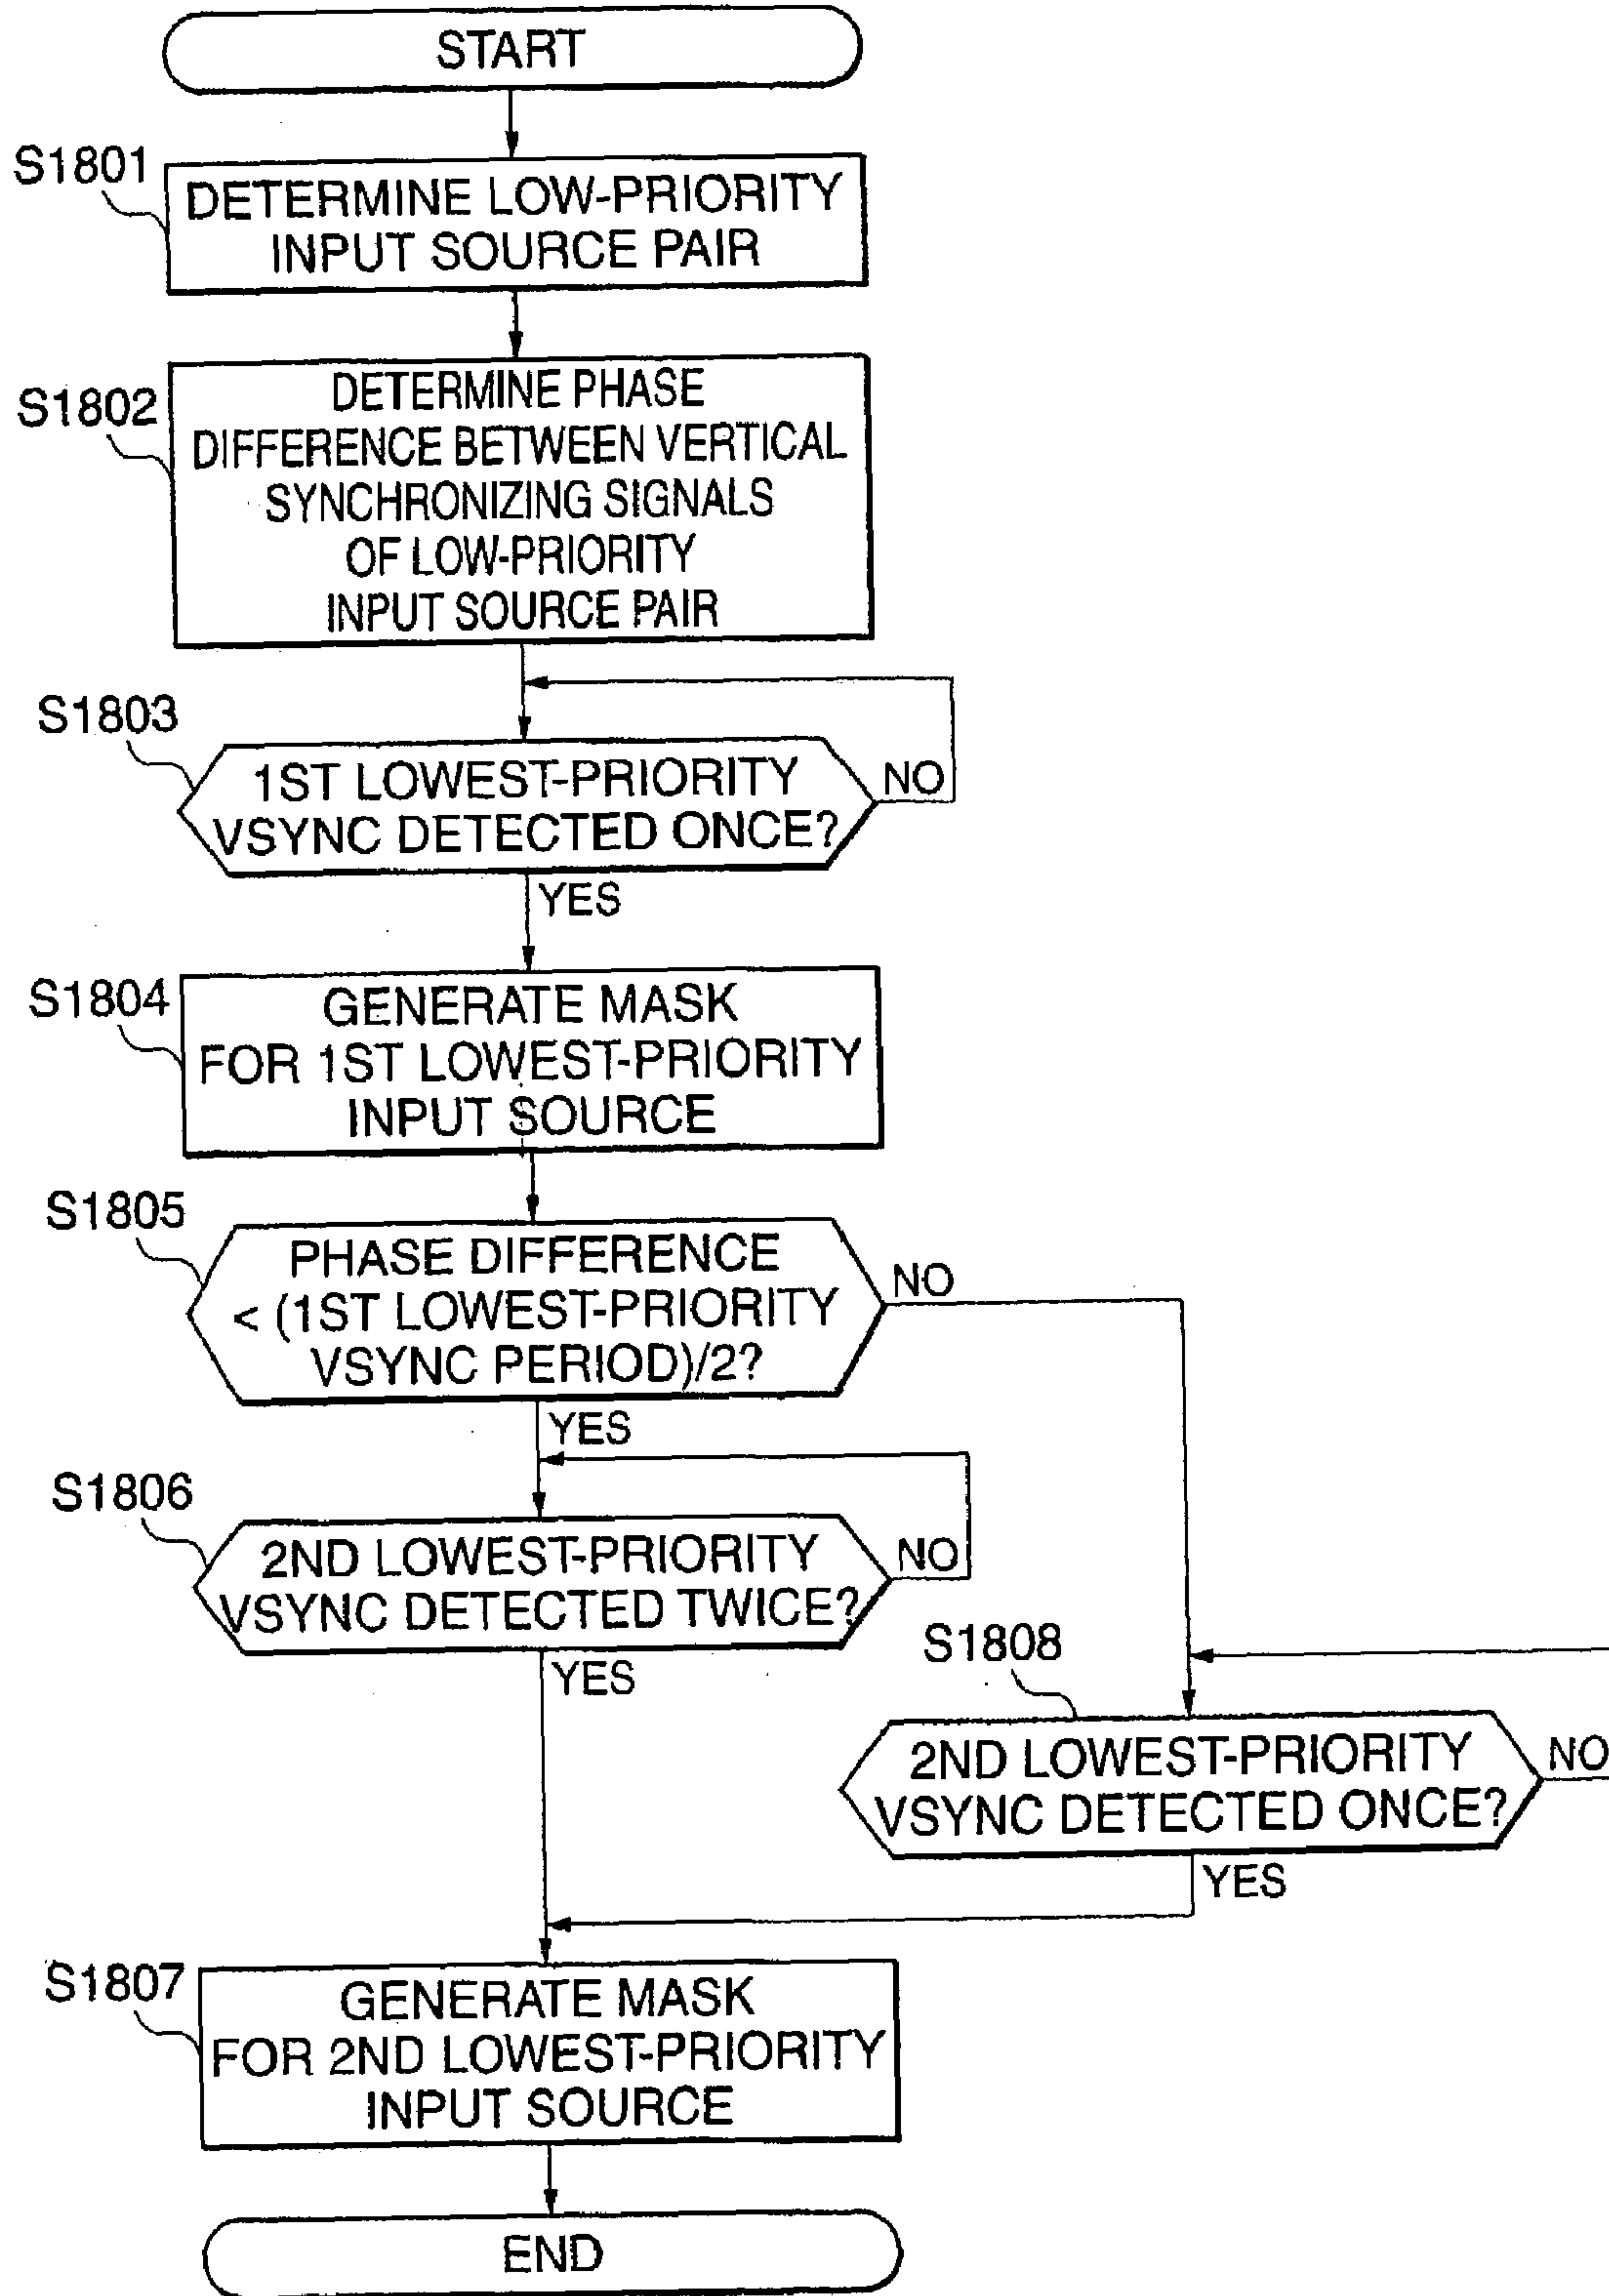 START
S1801
DETERMINE LOW-PRIORITY
INPUT SOURCE PAIR
S1802
DETERMINE PHASE
DIFFERENCE BETWEEN VERTICAL
SYNCHRONIZING SIGNALS
OF LOW-PRIORITY
INPUT SOURCE PAIR
S1803
1ST LOWEST-PRIORITY
VSYNC DETECTED ONCE?
NO
YES
S1804
GENERATE MASK
FOR 1ST LOWEST-PRIORITY
INPUT SOURCE
S1805
PHASE DIFFERENCE
< (1ST LOWEST-PRIORITY
VSYNC PERIOD)/2?
NO
YES
S1806
2ND LOWEST-PRIORITY
VSYNC DETECTED TWICE?
NO
YES
S1808
2ND LOWEST-PRIORITY
VSYNC DETECTED ONCE?
NO
YES
S1807
GENERATE MASK
FOR 2ND LOWEST-PRIORITY
INPUT SOURCE
END